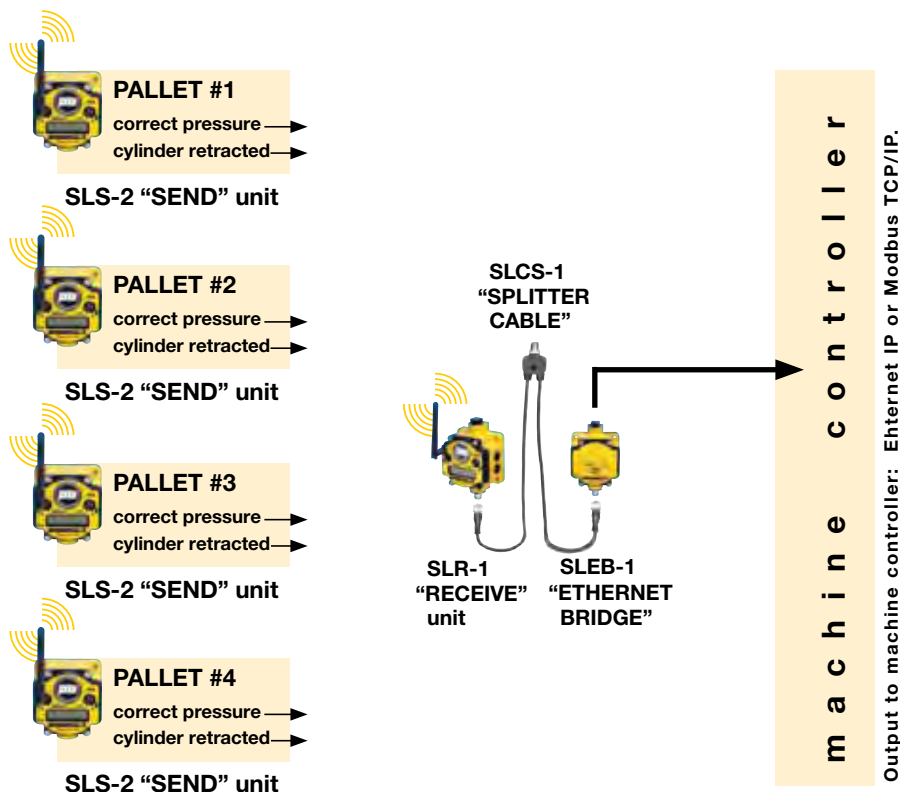 PALLET #1
correct pressure
cylinder retracted
SLS-2 “SEND” unit
PALLET #2
correct pressure
cylinder retracted
SLS-2 “SEND” unit
PALLET #3
correct pressure
cylinder retracted
SLS-2 “SEND” unit
PALLET #4
correct pressure
cylinder retracted
SLS-2 “SEND” unit
SLCS-1
“SPLITTER
CABLE”
SLR-1
“RECEIVE”
unit
SLEB-1
“ETHERNET
BRIDGE”
machine controller
Output to machine controller: Ehternet IP or Modbus TCP/IP.